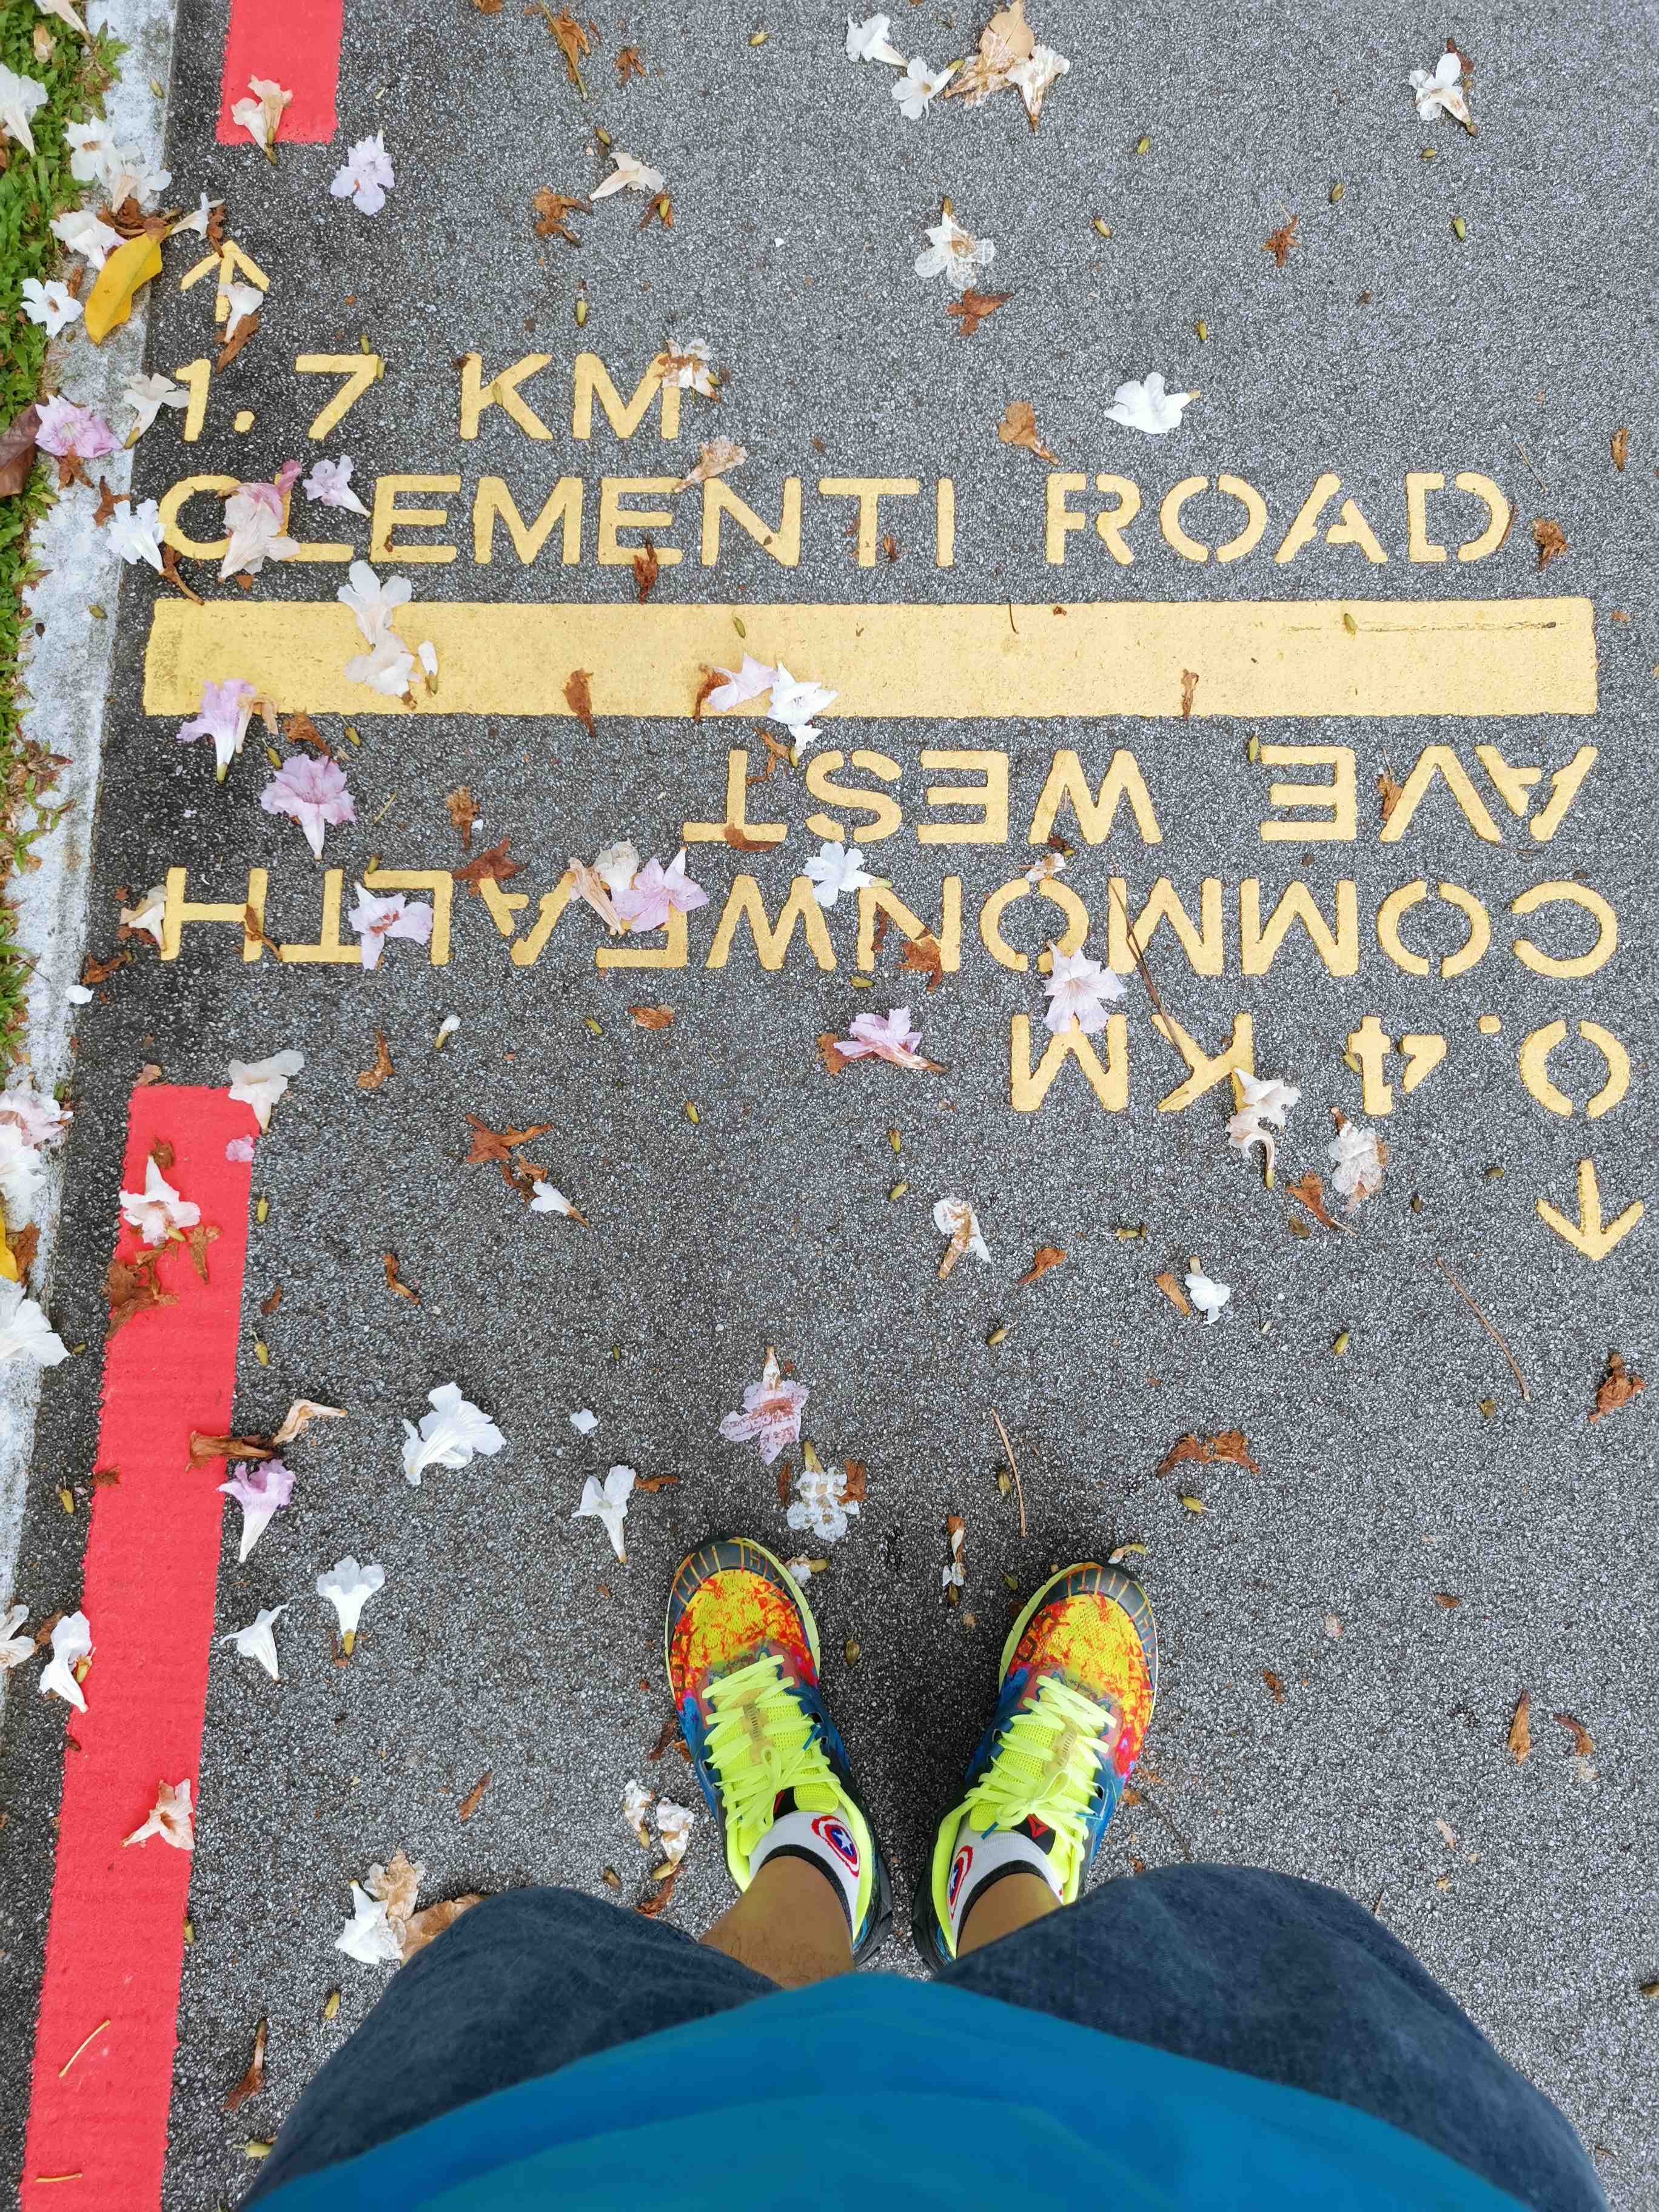 1.7 KM
CLEMENTI ROAD
0.4 KM
COMMONWEALTH
AVE WEST